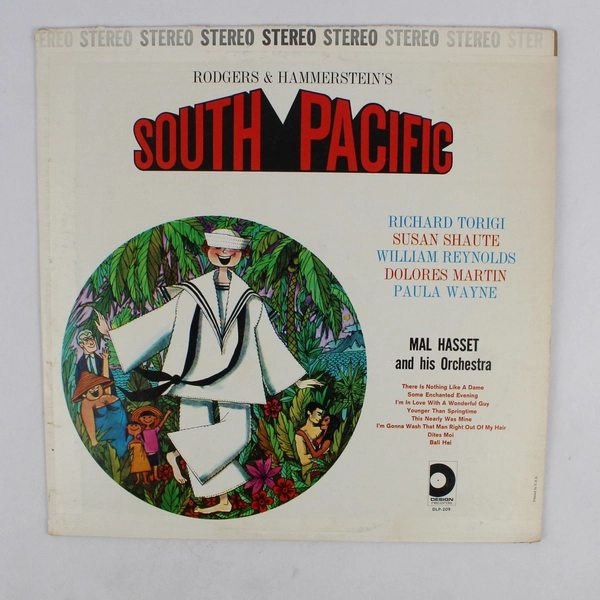 EREO STEREO STEREO STEREO STEREO STEREO STEREO STEREO STER
RODGERS & HAMMERSTEIN'S
SOUTH PACIFIC
RICHARD TORIGI
SUSAN SHAUTE
WILLIAM REYNOLDS
DOLORES MARTIN
PAULA WAYNE
MAL HASSET
and his Orchestra
There Is Nothing Like A Dame
Some Enchanted Evening
I'm In Love With A Wonderful Guy
Younger Than Springtime
This Nearly Was Mine
I'm Gonna Wash That Man Right Out Of My Hair
Dites Moi
Bali Hai
DESIGN
records
DLP-209